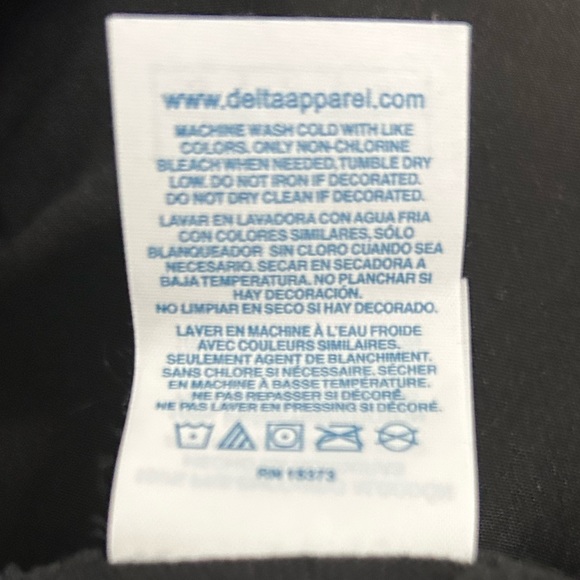 www.deltaapparel.com
MACHINE WASH COLD WITH LIKE
COLORS. ONLY NON-CHLORINE
BLEACH WHEN NEEDED. TUMBLE DRY
LOW. DO NOT IRON IF DECORATED.
DO NOT DRY CLEAN IF DECORATED.
LAVAR EN LAVADORA CON AGUA FRIA
CON COLORES SIMILARES, SÓLO
BLANQUEADOR SIN CLORO CUANDO SEA
NECESARIO. SECAR EN SECADORA A
BAJA TEMPERATURA. NO PLANCHAR SI
HAY DECORACIÓN.
NO LIMPIAR EN SECO SI HAY DECORADO.
LAVER EN MACHINE À L'EAU FROIDE
AVEC COULEURS SIMILAIRES.
SEULEMENT AGENT DE BLANCHIMENT.
SANS CHLORE SI NÉCESSAIRE. SÉCHER
EN MACHINE À BASSE TEMPÉRATURE.
NE PAS REPASSER SI DÉCORÉ.
NE PAS LAVER EN PRESSING SI DÉCORÉ.
RN 15373